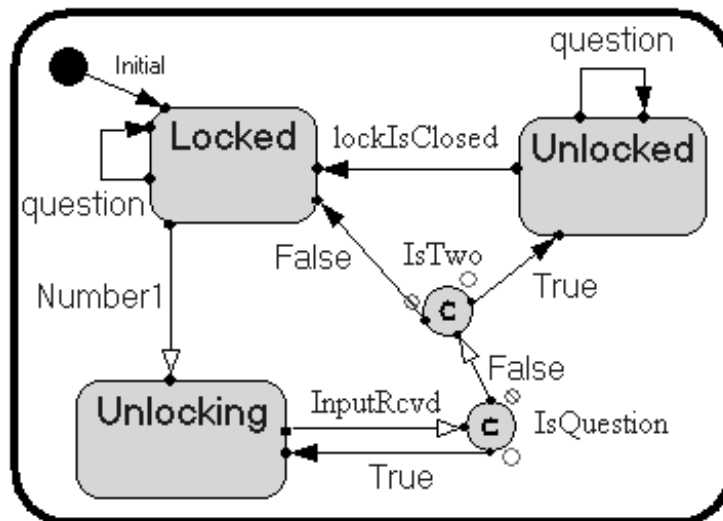 question
Initial
Locked
lockIsClosed
Unlocked
question
False
IsTwo
True
Number1
C
False
Unlocking
InputRcvd
C
IsQuestion
True